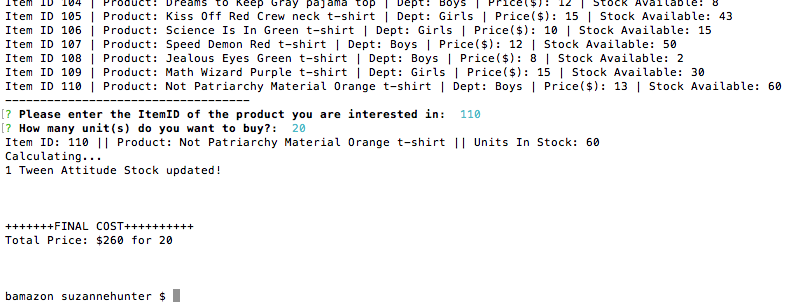 Item ID 104 | Product: Dreams to Keep Gray pajama top | Dept: Boys | Price($): 12 | Stock Available: 8
Item ID 105 | Product: Kiss Off Red Crew neck t-shirt | Dept: Girls | Price($): 15 | Stock Available: 43
Item ID 106 | Product: Science Is In Green t-shirt | Dept: Girls | Price($): 10 | Stock Available: 15
Item ID 107 | Product: Speed Demon Red t-shirt | Dept: Boys | Price($): 12 | Stock Available: 50
Item ID 108 | Product: Jealous Eyes Green t-shirt | Dept: Boys | Price($): 8 | Stock Available: 2
Item ID 109 | Product: Math Wizard Purple t-shirt | Dept: Girls | Price($): 15 | Stock Available: 30
Item ID 110 | Product: Not Patriarchy Material Orange t-shirt | Dept: Boys | Price($): 13 | Stock Available: 60
-----------------------------------
[? Please enter the ItemID of the product you are interested in: 110
[? How many unit(s) do you want to buy?: 20
Item ID: 110 || Product: Not Patriarchy Material Orange t-shirt || Units In Stock: 60
Calculating...
1 Tween Attitude Stock updated!
+++++++FINAL COST++++++++++
Total Price: $260 for 20
bamazon suzannehunter $